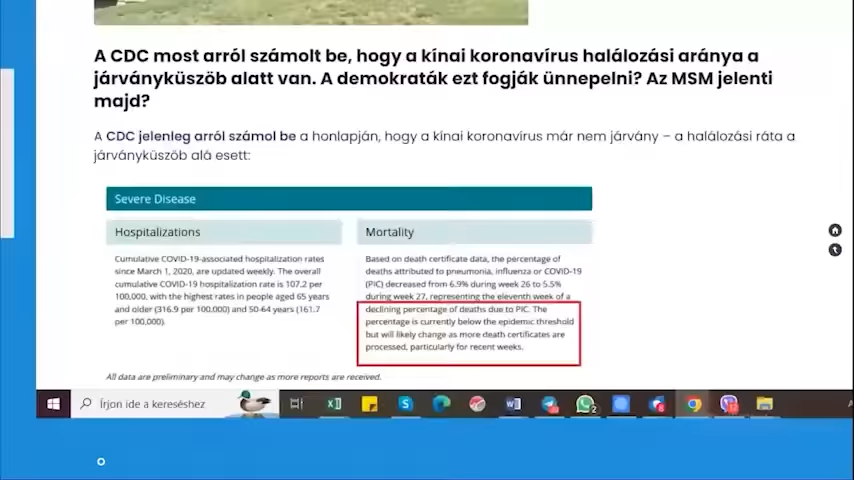 A CDC most arról számolt be, hogy a kínai koronavírus halálozási aránya a
járványküszöb alatt van. A demokraták ezt fogják ünnepelni? Az MSM jelenti
majd?
A CDC jelenleg arról számol be a honlapján, hogy a kínai koronavírus már nem járvány – a halálozási ráta a
járványküszöb alá esett:
Severe Disease
Hospitalizations
Cumulative COVID-19-associated hospitalization rates
since March 1, 2020, are updated weekly. The overall
cumulative COVID-19 hospitalization rate is 107.2 per
100,000, with the highest rates in people aged 65 years
and older (316.9 per 100,000) and 50-64 years (161.7
per 100,000).
Mortality
Based on death certificate data, the percentage of
deaths attributed to pneumonia, influenza or COVID-19
(PIC) decreased from 6.9% during week 26 to 5.5%
during week 27, representing the eleventh week of a
declining percentage of deaths due to PIC. The
percentage is currently below the epidemic threshold
but will likely change as more death certificates are
processed, particularly for recent weeks.
All data are preliminary and may change as more reports are received.
Írjon ide a kereséshez